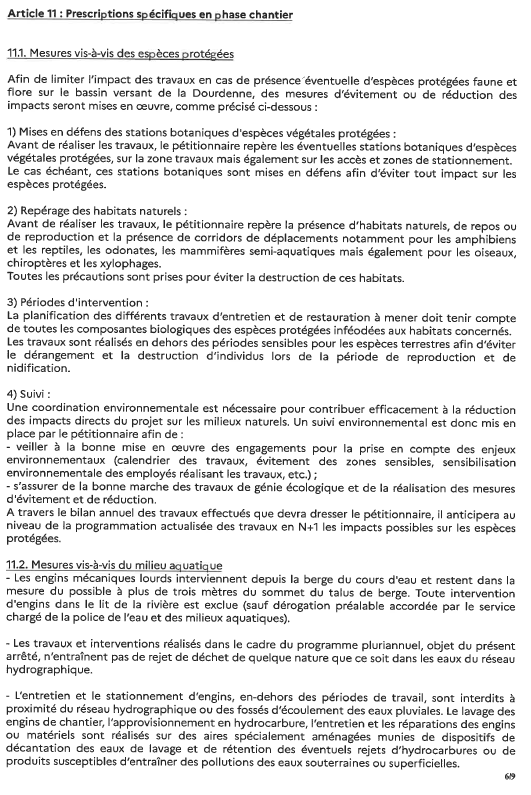 Article 11 : Prescriptions spécifiques en phase chantier
11.1. Mesures vis-à-vis des espèces protégées
Afin de limiter l'impact des travaux en cas de présence éventuelle d'espèces protégées faune et
flore sur le bassin versant de la Dourdenne, des mesures d'évitement ou de réduction des
impacts seront mises en œuvre, comme précisé ci-dessous :
1) Mises en défens des stations botaniques d'espèces végétales protégées :
Avant de réaliser les travaux, le pétitionnaire repère les éventuelles stations botaniques d'espèces
végétales protégées, sur la zone travaux mais également sur les accès et zones de stationnement.
Le cas échéant, ces stations botaniques sont mises en défens afin d'éviter tout impact sur les
espèces protégées.
2) Repérage des habitats naturels :
Avant de réaliser les travaux, le pétitionnaire repère la présence d'habitats naturels, de repos ou
de reproduction et la présence de corridors de déplacements notamment pour les amphibiens
et les reptiles, les odonates, les mammifères semi-aquatiques mais également pour les oiseaux,
chiroptères et les xylophages.
Toutes les précautions sont prises pour éviter la destruction de ces habitats.
3) Périodes d'intervention :
La planification des différents travaux d'entretien et de restauration à mener doit tenir compte
de toutes les composantes biologiques des espèces protégées inféodées aux habitats concernés.
Les travaux sont réalisés en dehors des périodes sensibles pour les espèces terrestres afin d'éviter
le dérangement et la destruction d'individus lors de la période de reproduction et de
nidification.
4) Suivi :
Une coordination environnementale est nécessaire pour contribuer efficacement à la réduction
des impacts directs du projet sur les milieux naturels. Un suivi environnemental est donc mis en
place par le pétitionnaire afin de :
- veiller à la bonne mise en œuvre des engagements pour la prise en compte des enjeux
environnementaux (calendrier des travaux, évitement des zones sensibles, sensibilisation
environnementale des employés réalisant les travaux, etc.) ;
- s'assurer de la bonne marche des travaux de génie écologique et de la réalisation des mesures
d'évitement et de réduction.
A travers le bilan annuel des travaux effectués que devra dresser le pétitionnaire, il anticipera au
niveau de la programmation actualisée des travaux en N+1 les impacts possibles sur les espèces
protégées.
11.2. Mesures vis-à-vis du milieu aquatique
- Les engins mécaniques lourds interviennent depuis la berge du cours d'eau et restent dans la
mesure du possible à plus de trois mètres du sommet du talus de berge. Toute intervention
d'engins dans le lit de la rivière est exclue (sauf dérogation préalable accordée par le service
chargé de la police de l'eau et des milieux aquatiques).
- Les travaux et interventions réalisés dans le cadre du programme pluriannuel, objet du présent
arrêté, n'entraînent pas de rejet de déchet de quelque nature que ce soit dans les eaux du réseau
hydrographique.
- L'entretien et le stationnement d'engins, en-dehors des périodes de travail, sont interdits à
proximité du réseau hydrographique ou des fossés d'écoulement des eaux pluviales. Le lavage des
engins de chantier, l'approvisionnement en hydrocarbure, l'entretien et les réparations des engins
ou matériels sont réalisés sur des aires spécialement aménagées munies de dispositifs de
décantation des eaux de lavage et de rétention des éventuels rejets d'hydrocarbures ou de
produits susceptibles d'entraîner des pollutions des eaux souterraines ou superficielles.
6/9